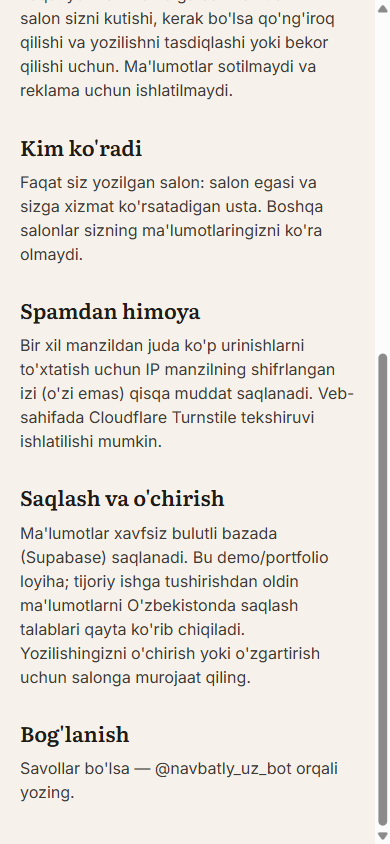 salon sizni kutishi, kerak bo'lsa qo'ng'iroq
qilishi va yozilishni tasdiqlashi yoki bekor
qilishi uchun. Ma'lumotlar sotilmaydi va
reklama uchun ishlatilmaydi.
Kim ko'radi
Faqat siz yozilgan salon: salon egasi va
sizga xizmat ko'rsatadigan usta. Boshqa
salonlar sizning ma'lumotlaringizni ko'ra
olmaydi.
Spamdan himoya
Bir xil manzildan juda ko'p urinishlarni
to'xtatish uchun IP manzilning shifrlangan
izi (o'zi emas) qisqa muddat saqlanadi. Veb-
sahifada Cloudflare Turnstile tekshiruvi
ishlatilishi mumkin.
Saqlash va o'chirish
Ma'lumotlar xavfsiz bulutli bazada
(Supabase) saqlanadi. Bu demo/portfolio
loyiha; tijoriy ishga tushirishdan oldin
ma'lumotlarni O'zbekistonda saqlash
talablari qayta ko'rib chiqiladi.
Yozilishingizni o'chirish yoki o'zgartirish
uchun salonga murojaat qiling.
Bog'lanish
Savollar bo'lsa — @navbatly_uz_bot orqali
yozing.